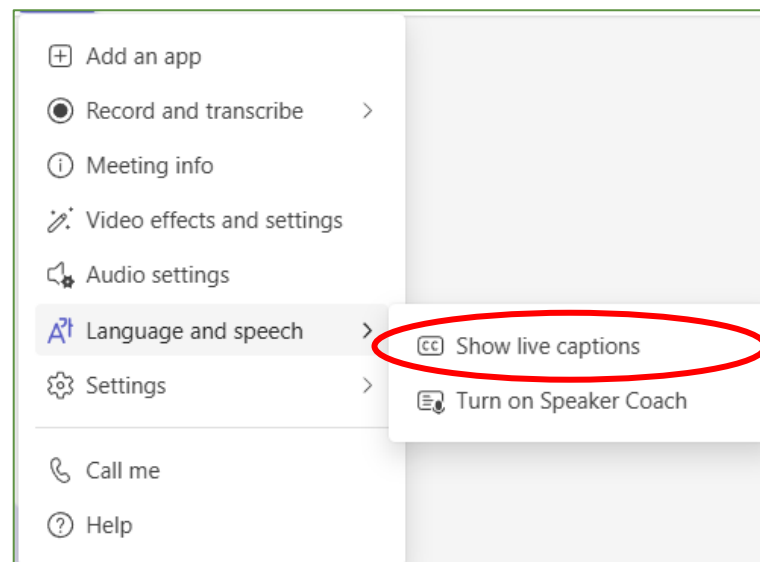 Add an app
Record and transcribe
Meeting info
Video effects and settings
Audio settings
Language and speech
Settings
Call me
Help
CC Show live captions
Turn on Speaker Coach